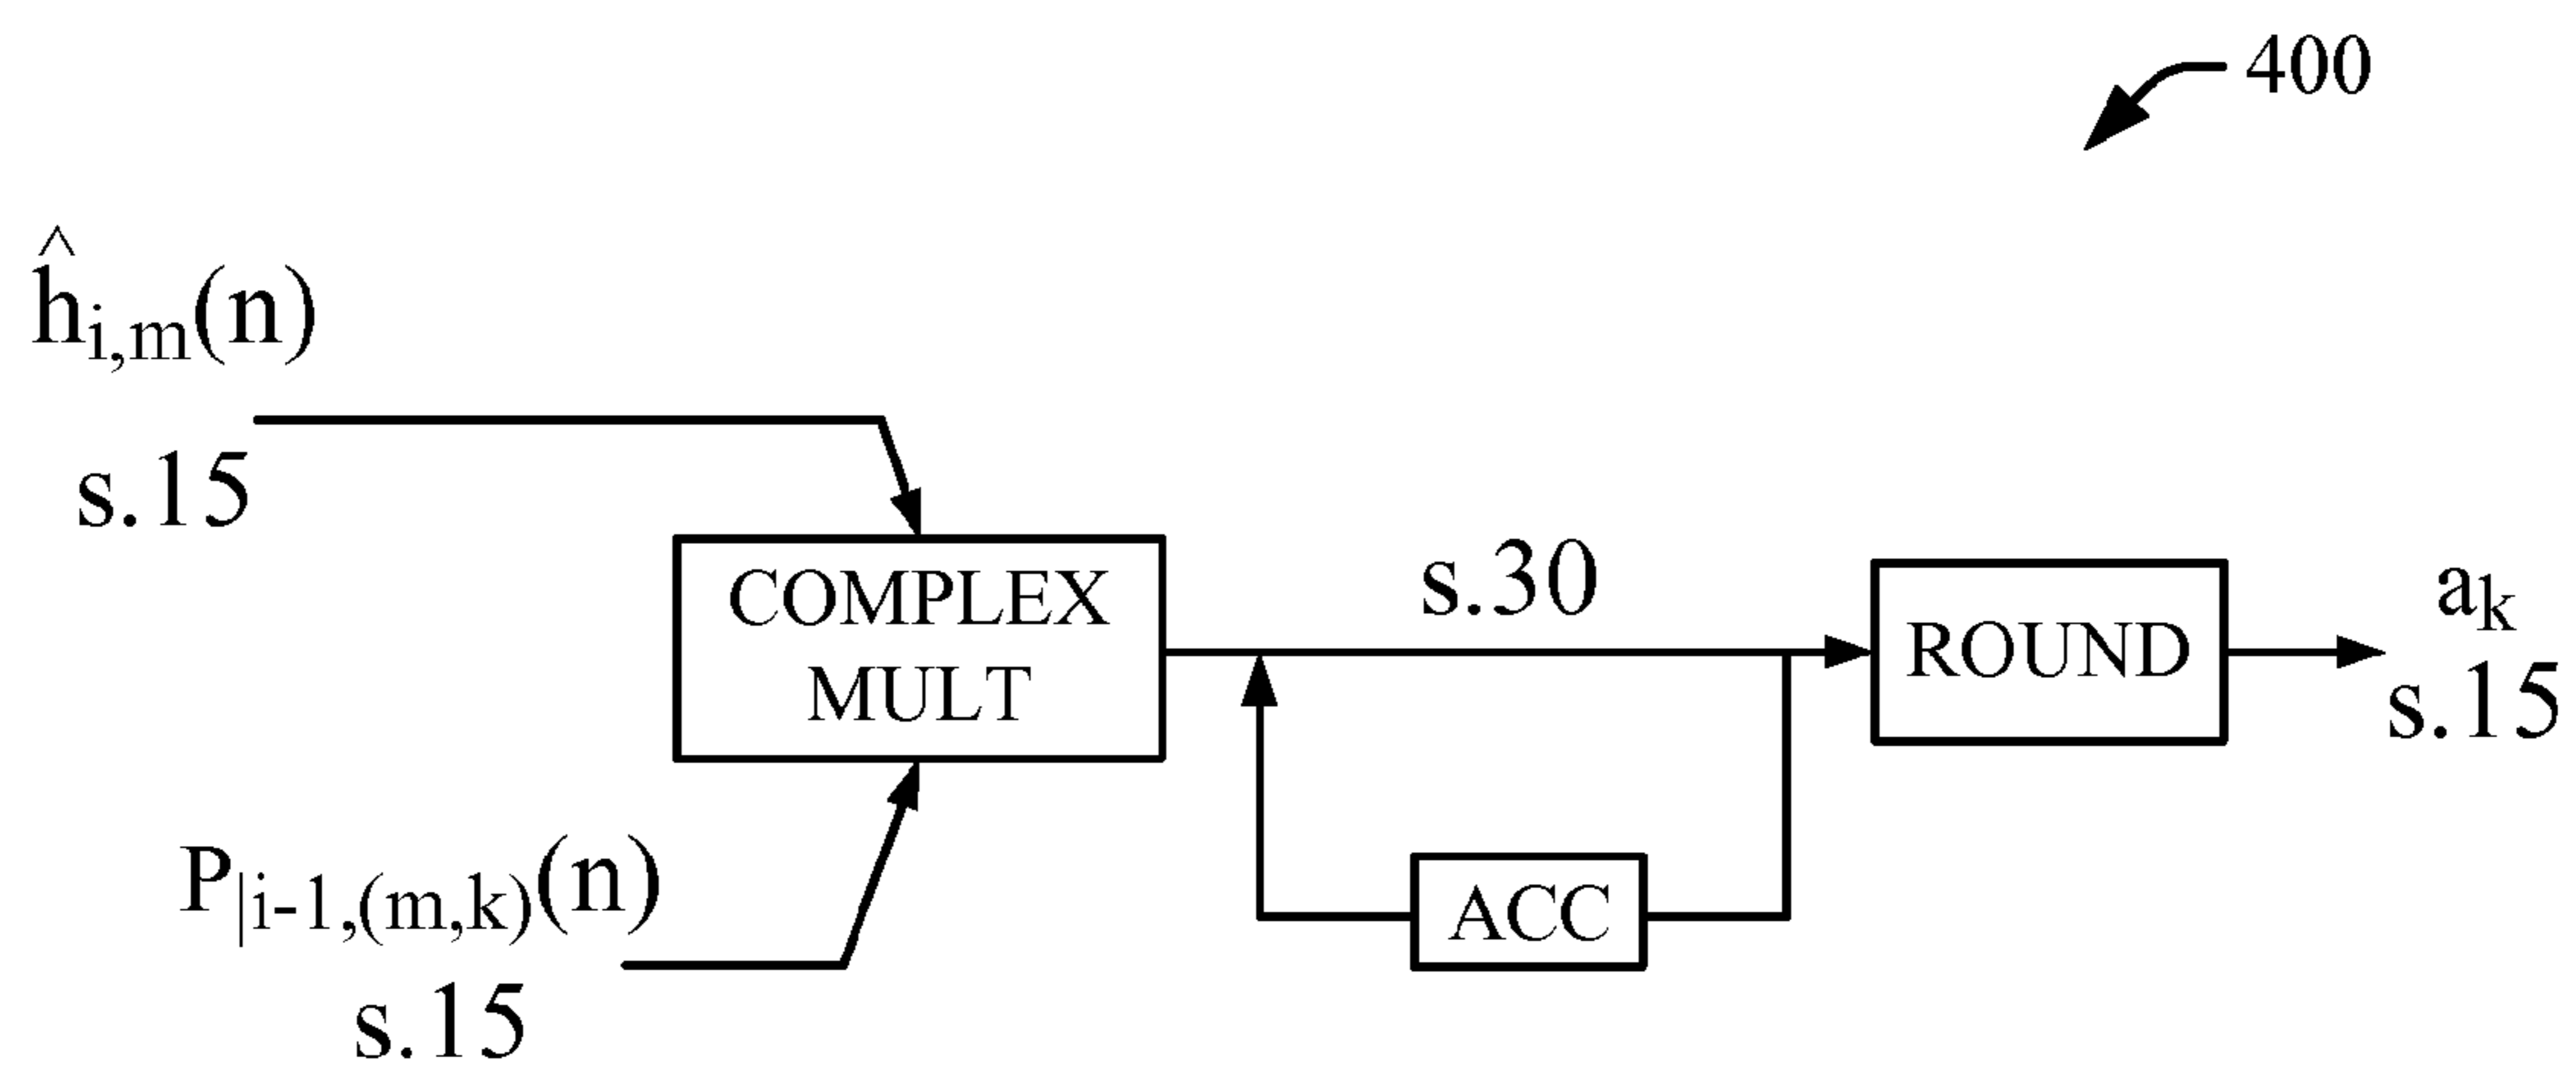 400
ĥi,m(n)
s.15
COMPLEX
MULT
s.30
ROUND
ak
s.15
P|i-1,(m,k)(n)
s.15
ACC